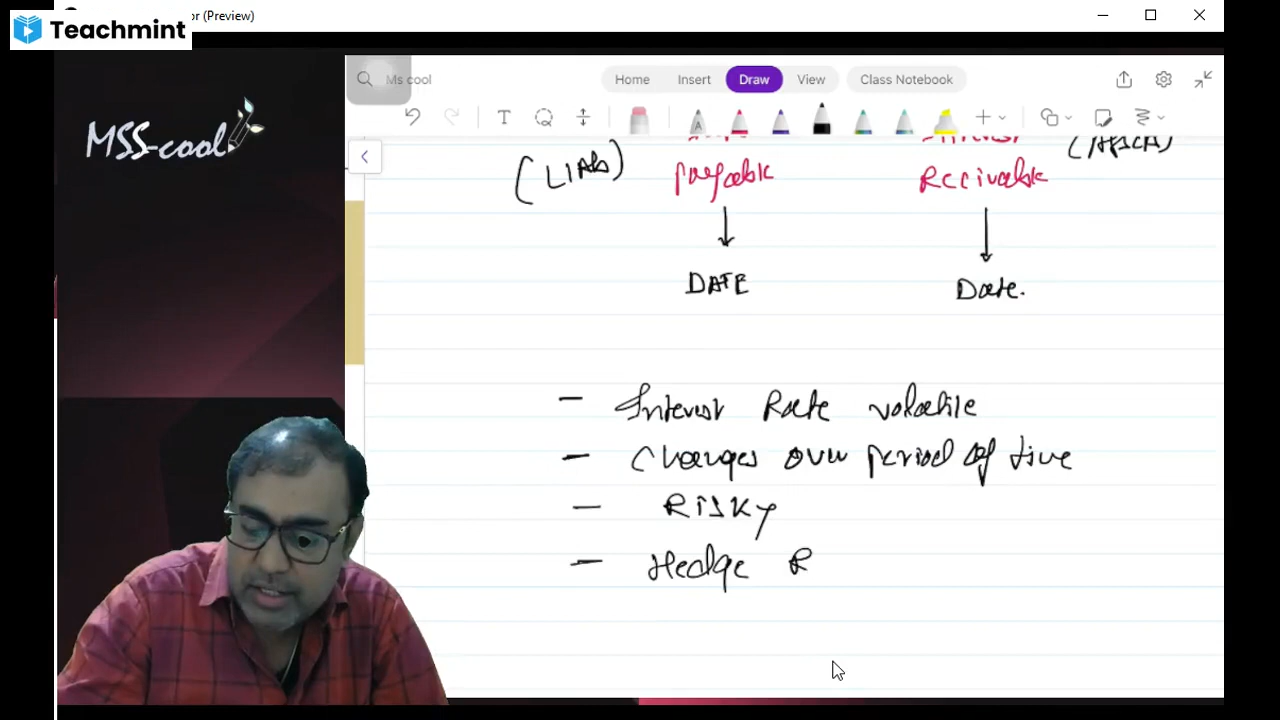 or (Preview)
Teachmint
MSS-cool
Ms cool
Home Insert Draw View Class Notebook
(LIAB)
payable
Receivable
DATE
Date.
- Interest Rate volatile
- Changes over period of time
- Risky
- Hedge R